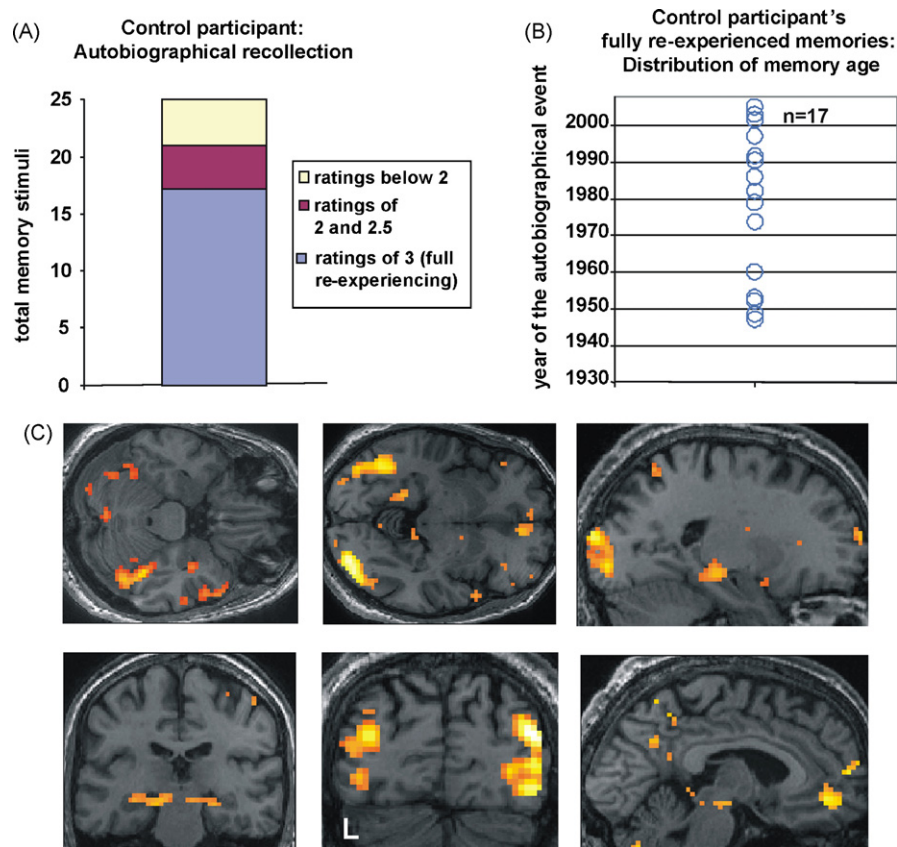 (A)
Control participant:
Autobiographical recollection
total memory stimuli
25
20
15
10
5
0
ratings below 2
ratings of
2 and 2.5
ratings of 3 (full
re-experiencing)
(B)
Control participant's
fully re-experienced memories:
Distribution of memory age
year of the autobiographical event
2000
1990
1980
1970
1960
1950
1940
1930
n=17
(C)
L